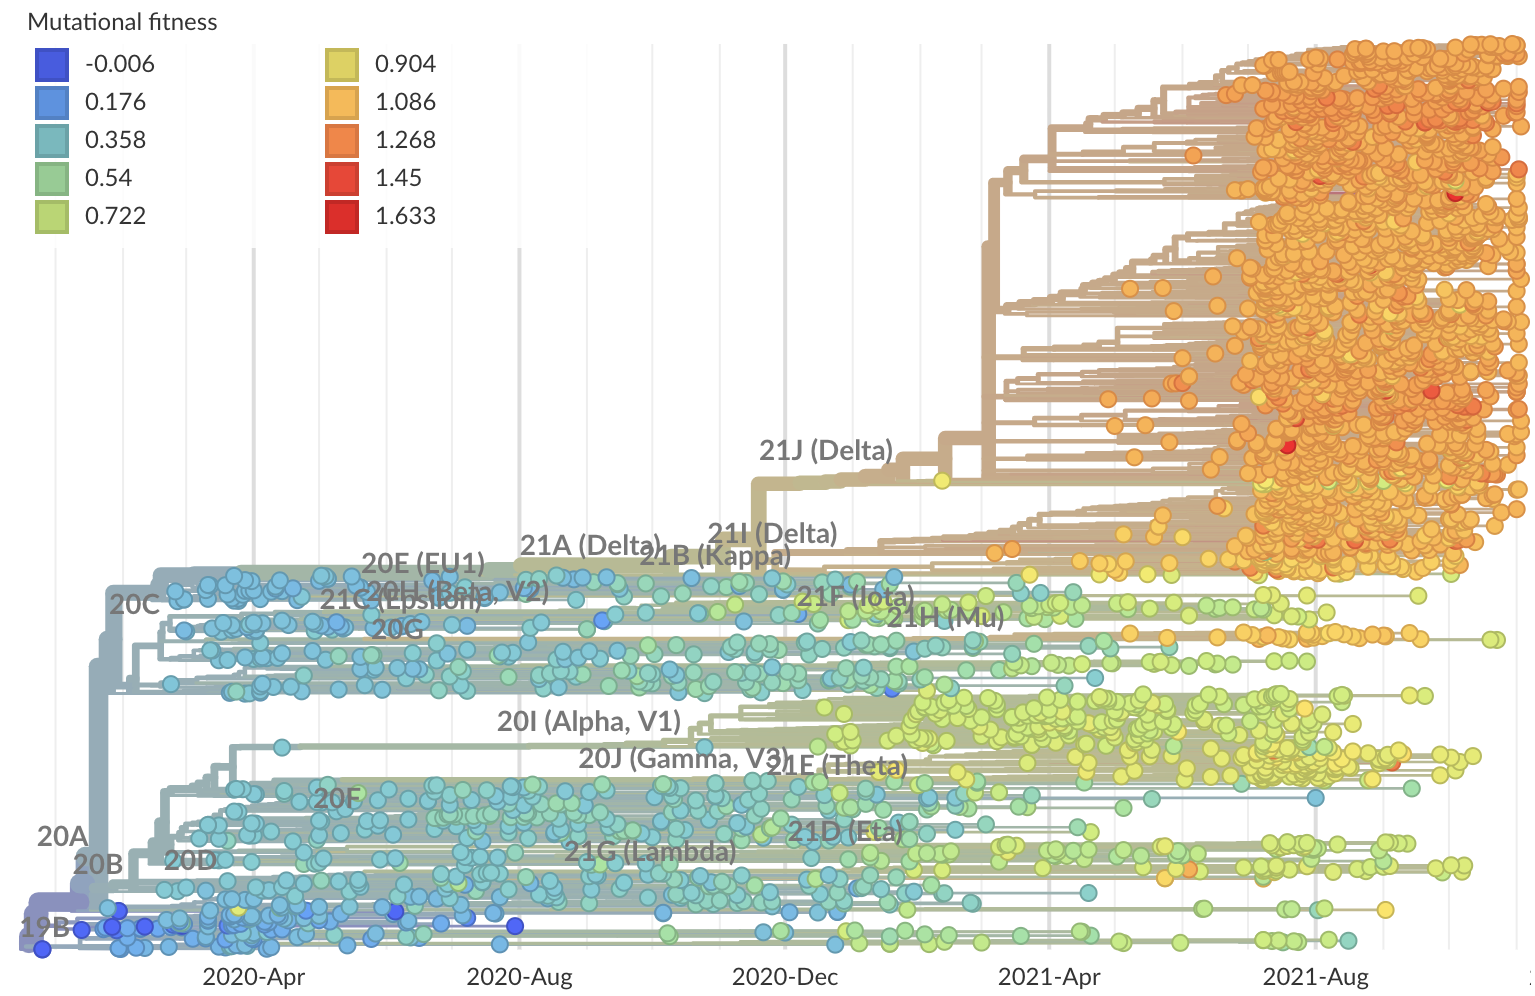 Mutational fitness
-0.006
0.904
0.176
1.086
0.358
1.268
0.54
1.45
0.722
1.633
21J (Delta)
21I (Delta)
21A (Delta)
21B (Kappa)
20E (EU1)
20H (Beta, V2)
21C (Epsilon)
21F (Iota)
20C
21H (Mu)
20G
20I (Alpha, V1)
20J (Gamma, V3)
21E (Theta)
20F
21D (Eta)
20A
21G (Lambda)
20B
20D
19B
2020-Apr
2020-Aug
2020-Dec
2021-Apr
2021-Aug